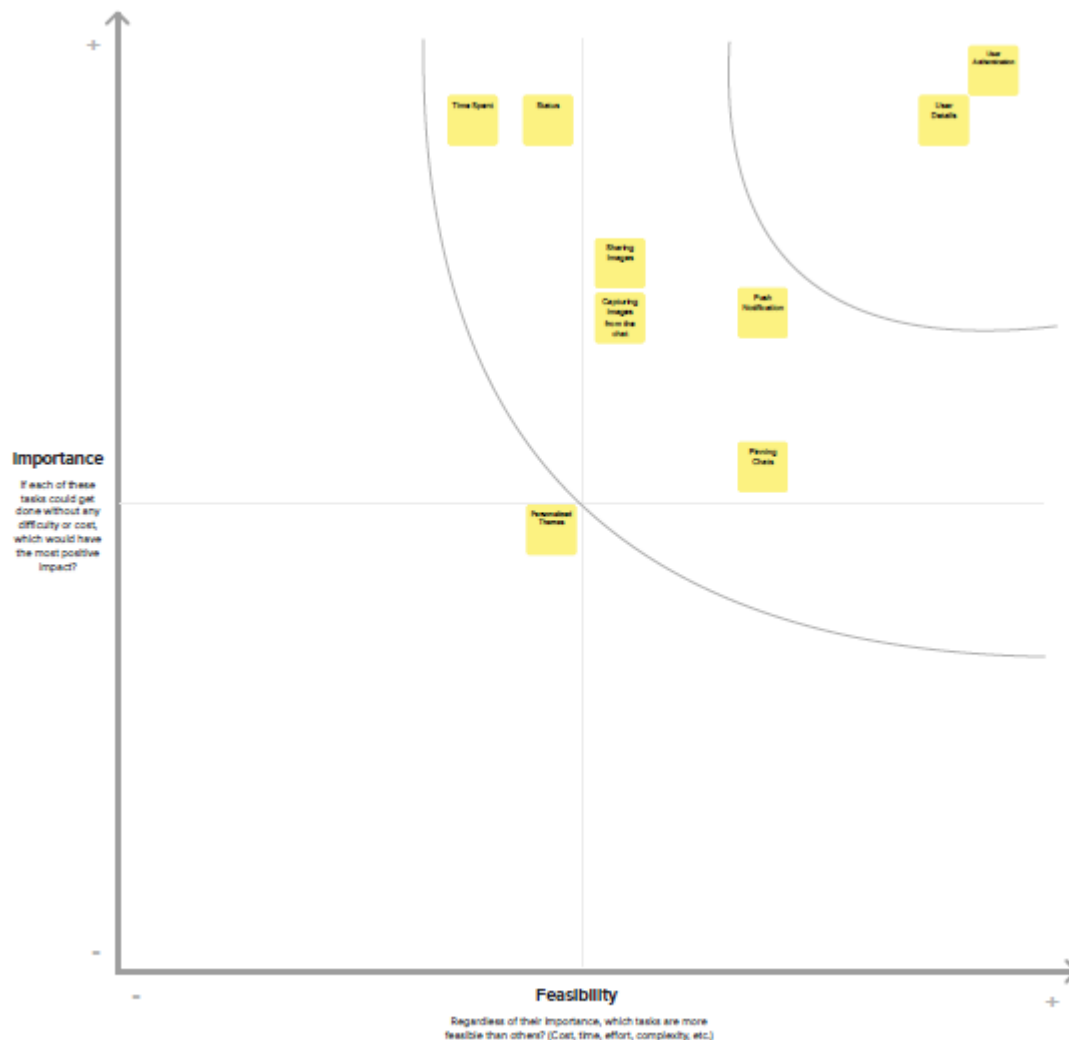 +
User
Authentication
Time Spent
Status
User
Details
Sharing
Images
Capturing
Images
from the
chat
Push
Notification
Pinning
Chats
Importance
If each of these
tasks could get
done without any
difficulty or cost,
which would have
the most positive
impact?
Personalized
Themes
-
-
Feasibility
+
Regardless of their importance, which tasks are more
feasible than others? (Cost, time, effort, complexity, etc.)